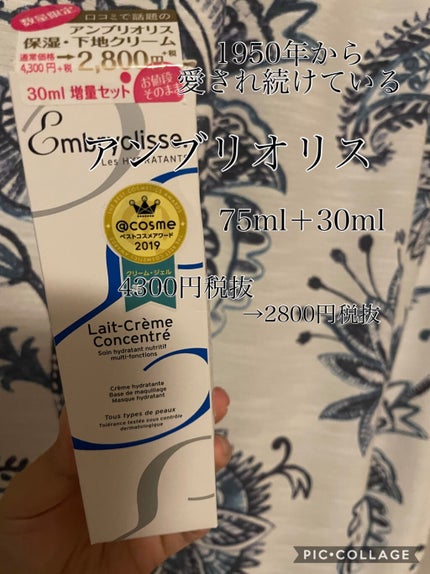 数量限定
口コミで話題の
アンブリオリス
保湿・下地クリーム
通常価格
4,300円+税
→2,800円+税
30ml 増量セット
お値段
そのまま
1950年から
愛され続けている
Embryolisse
LES HYDRATANTS
アンブリオリス
75ml+30ml
@cosme
ベストコスメアワード
2019
クリーム・ジェル
4300円税抜
→2800円税抜
Lait-Crème
Concentré
Soin hydratant nutritif
multi-fonctions
Crème hydratante
Base de maquillage
Masque hydratant
Tous types de peaux
Tolérance testée sous contrôle
dermatologique
PIC•COLLAGE